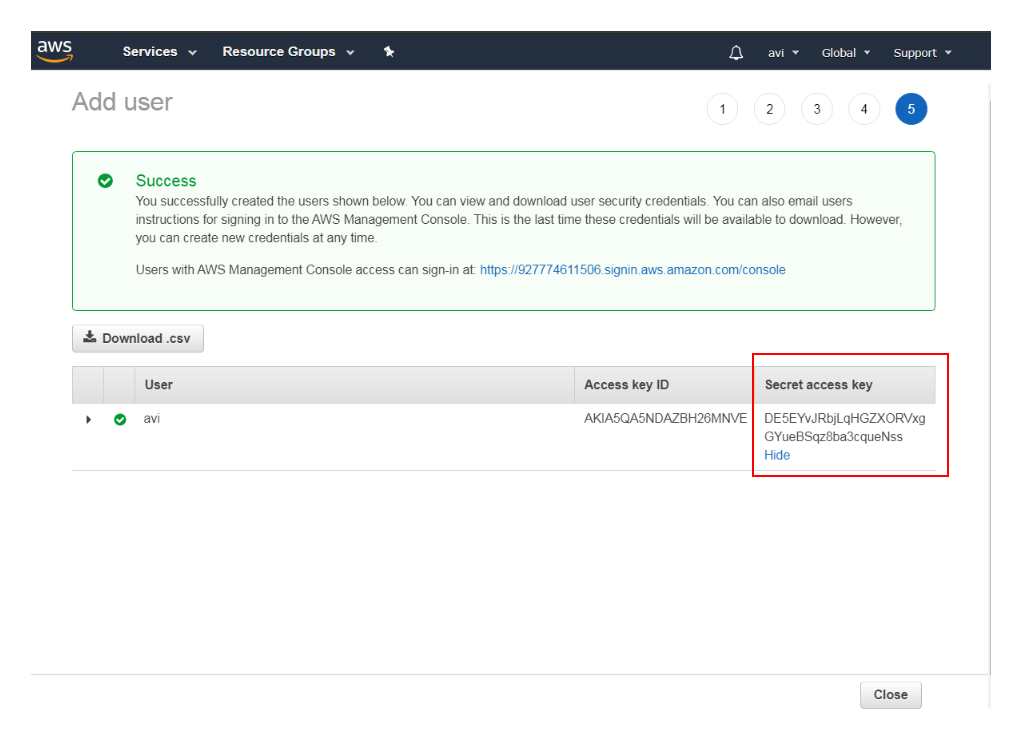 aws
Services
Resource Groups
avi
Global
Support
Add user
1 2 3 4 5
Success
You successfully created the users shown below. You can view and download user security credentials. You can also email users
instructions for signing in to the AWS Management Console. This is the last time these credentials will be available to download. However,
you can create new credentials at any time.
Users with AWS Management Console access can sign-in at: https://927774611506.signin.aws.amazon.com/console
Download .csv
User
Access key ID
Secret access key
avi
AKIA5QA5NDAZBH26MNVE
DE5EYvJRbjLqHGZXORVxg
GYueBSqz8ba3cqueNss
Hide
Close